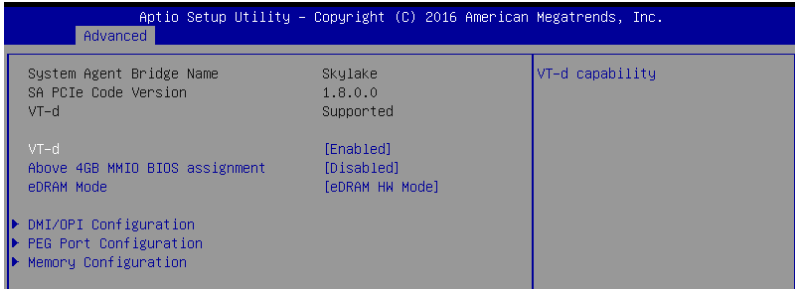 Aptio Setup Utility – Copyright (C) 2016 American Megatrends, Inc.
Advanced
System Agent Bridge Name Skylake
SA PCIe Code Version 1.8.0.0
VT-d Supported
VT-d [Enabled]
Above 4GB MMIO BIOS assignment [Disabled]
eDRAM Mode [eDRAM HW Mode]
DMI/OPI Configuration
PEG Port Configuration
Memory Configuration
VT-d capability